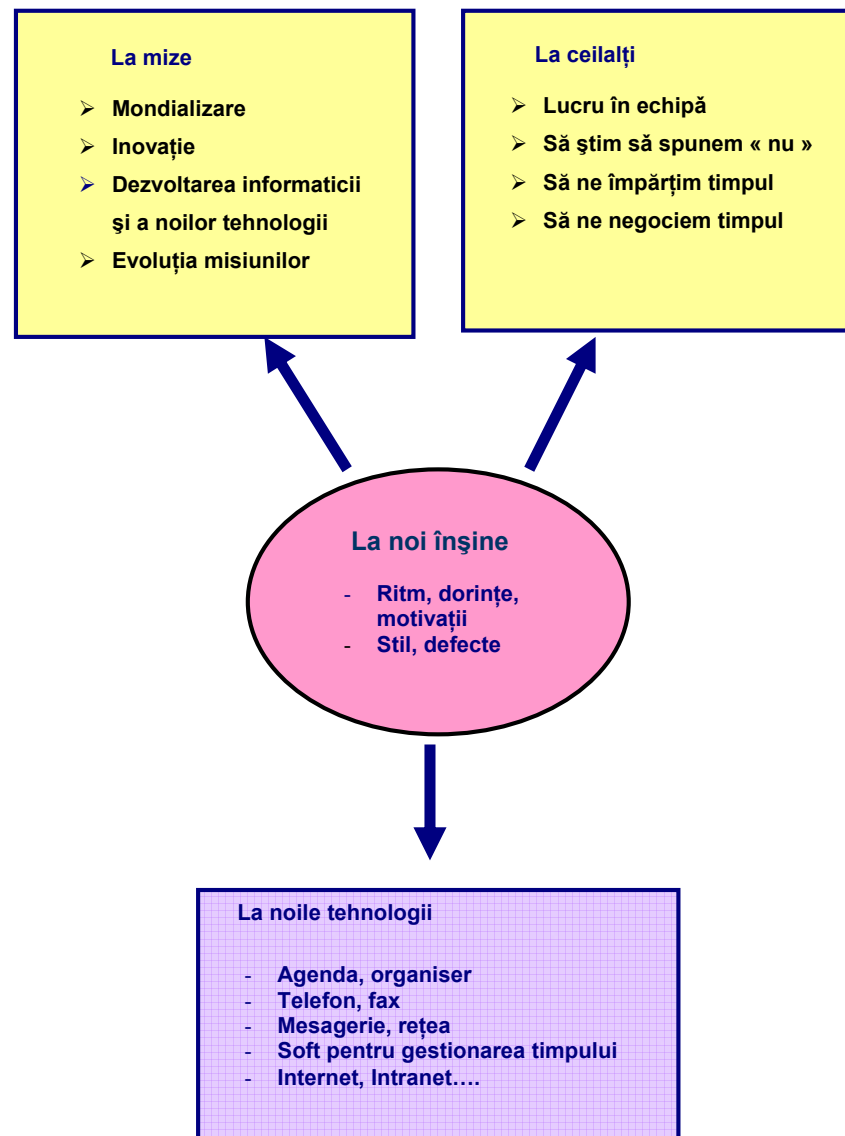 La mize
➢ Mondializare
➢ Inovație
➢ Dezvoltarea informaticii
şi a noilor tehnologii
➢ Evoluția misiunilor
La ceilalți
➢ Lucru în echipă
➢ Să ştim să spunem « nu »
➢ Să ne împărțim timpul
➢ Să ne negociem timpul
La noi înşine
- Ritm, dorințe,
motivații
- Stil, defecte
La noile tehnologii
- Agenda, organiser
- Telefon, fax
- Mesagerie, rețea
- Soft pentru gestionarea timpului
- Internet, Intranet….